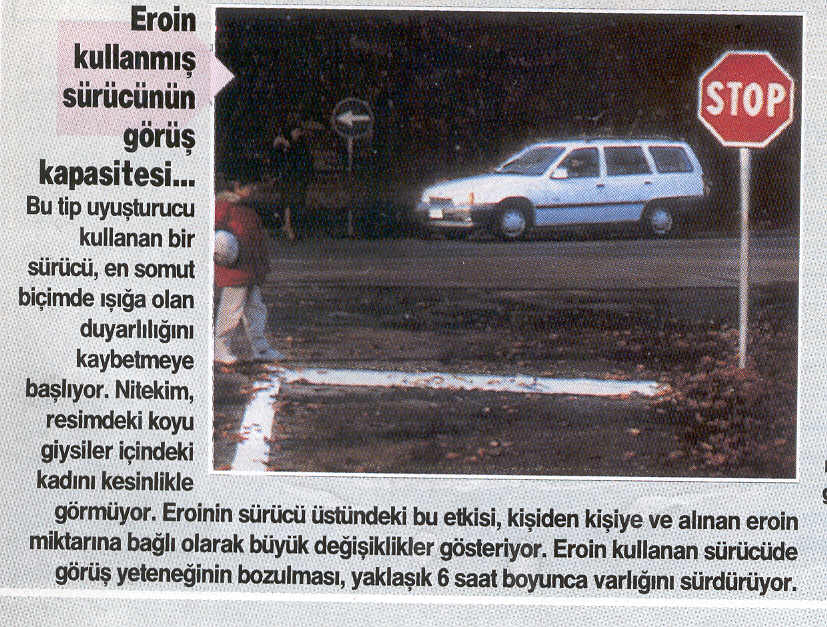 Eroin
kullanmış
sürücünün
görüş
kapasitesi...
Bu tip uyuşturucu
kullanan bir
sürücü, en somut
biçimde ışığa olan
duyarlılığını
kaybetmeye
başlıyor. Nitekim,
resimdeki koyu
giysiler içindeki
kadını kesinlikle
görmüyor. Eroinin sürücü üstündeki bu etkisi, kişiden kişiye ve alınan eroin
miktarına bağlı olarak büyük değişiklikler gösteriyor. Eroin kullanan sürücüde
görüş yeteneğinin bozulması, yaklaşık 6 saat boyunca varlığını sürdürüyor.
STOP